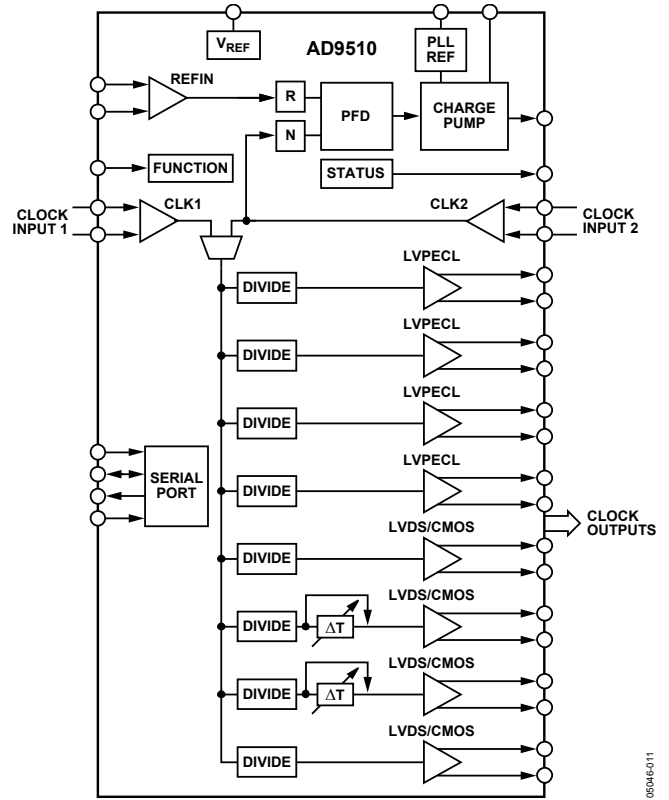 VREF
AD9510
PLL
REF
REFIN
R
PFD
CHARGE
PUMP
N
FUNCTION
STATUS
CLOCK
INPUT 1
CLK1
CLK2
CLOCK
INPUT 2
LVPECL
DIVIDE
LVPECL
DIVIDE
LVPECL
DIVIDE
LVPECL
SERIAL
PORT
DIVIDE
CLOCK
OUTPUTS
LVDS/CMOS
DIVIDE
LVDS/CMOS
DIVIDE
ΔT
LVDS/CMOS
DIVIDE
ΔT
LVDS/CMOS
DIVIDE
05046-011